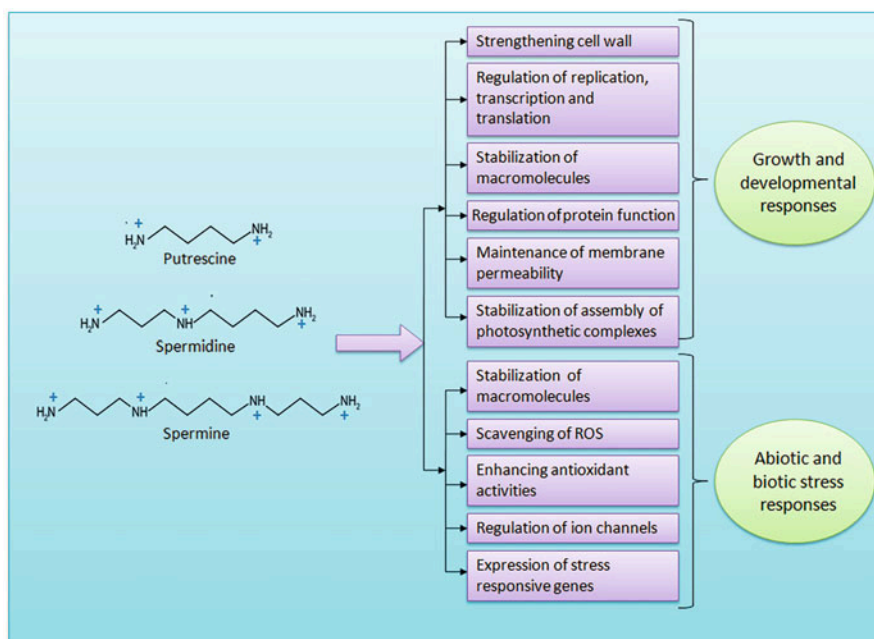 H₂N
+
NH₂
+
Putrescine
H₂N
+
NH
+
NH₂
+
Spermidine
H₂N
+
NH
+
NH
+
NH₂
+
Spermine
Strengthening cell wall
Regulation of replication,
transcription and
translation
Stabilization of
macromolecules
Regulation of protein function
Maintenance of membrane
permeability
Stabilization of assembly of
photosynthetic complexes
Growth and
developmental
responses
Stabilization of
macromolecules
Scavenging of ROS
Enhancing antioxidant
activities
Regulation of ion channels
Expression of stress
responsive genes
Abiotic and
biotic stress
responses